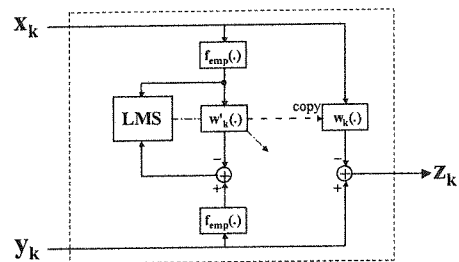 x_k
f_emp(.)
LMS
w'_k(.)
copy
w_k(.)
−
−
+
+
z_k
f_emp(.)
y_k